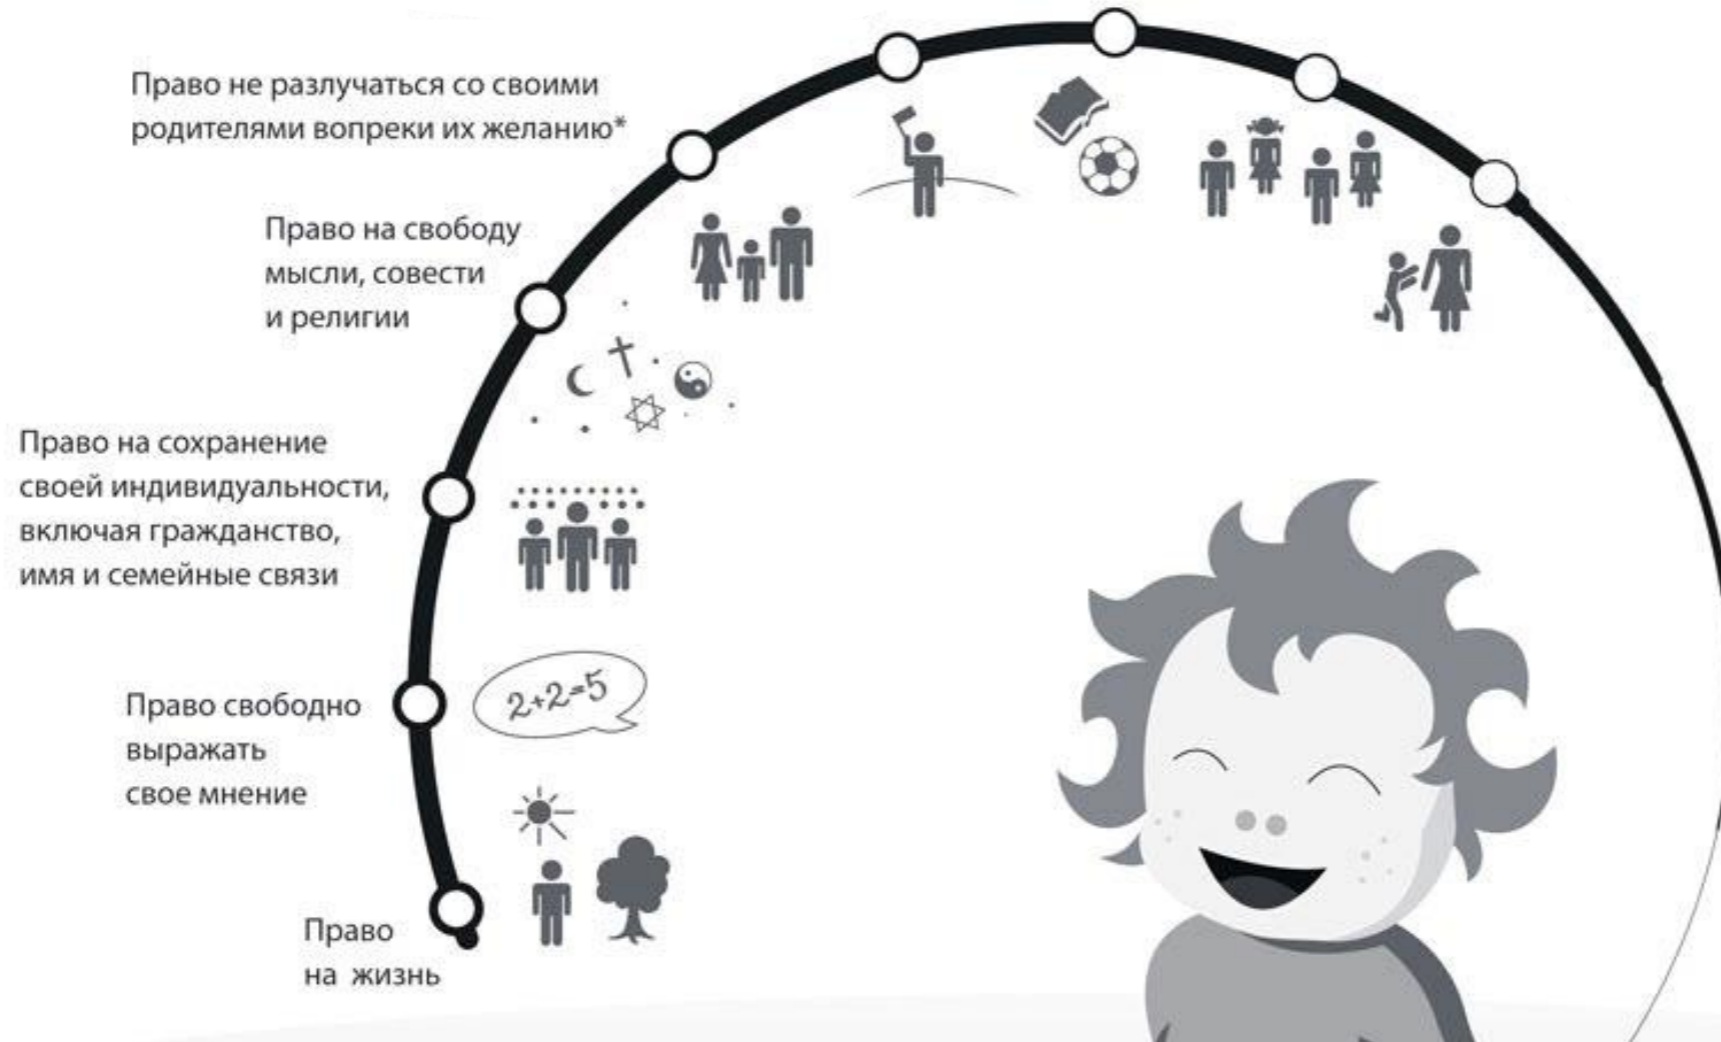 Право не разлучаться со своими
родителями вопреки их желанию*
Право на свободу
мысли, совести
и религии
Право на сохранение
своей индивидуальности,
включая гражданство,
имя и семейные связи
2+2=5
Право свободно
выражать
свое мнение
Право
на жизнь